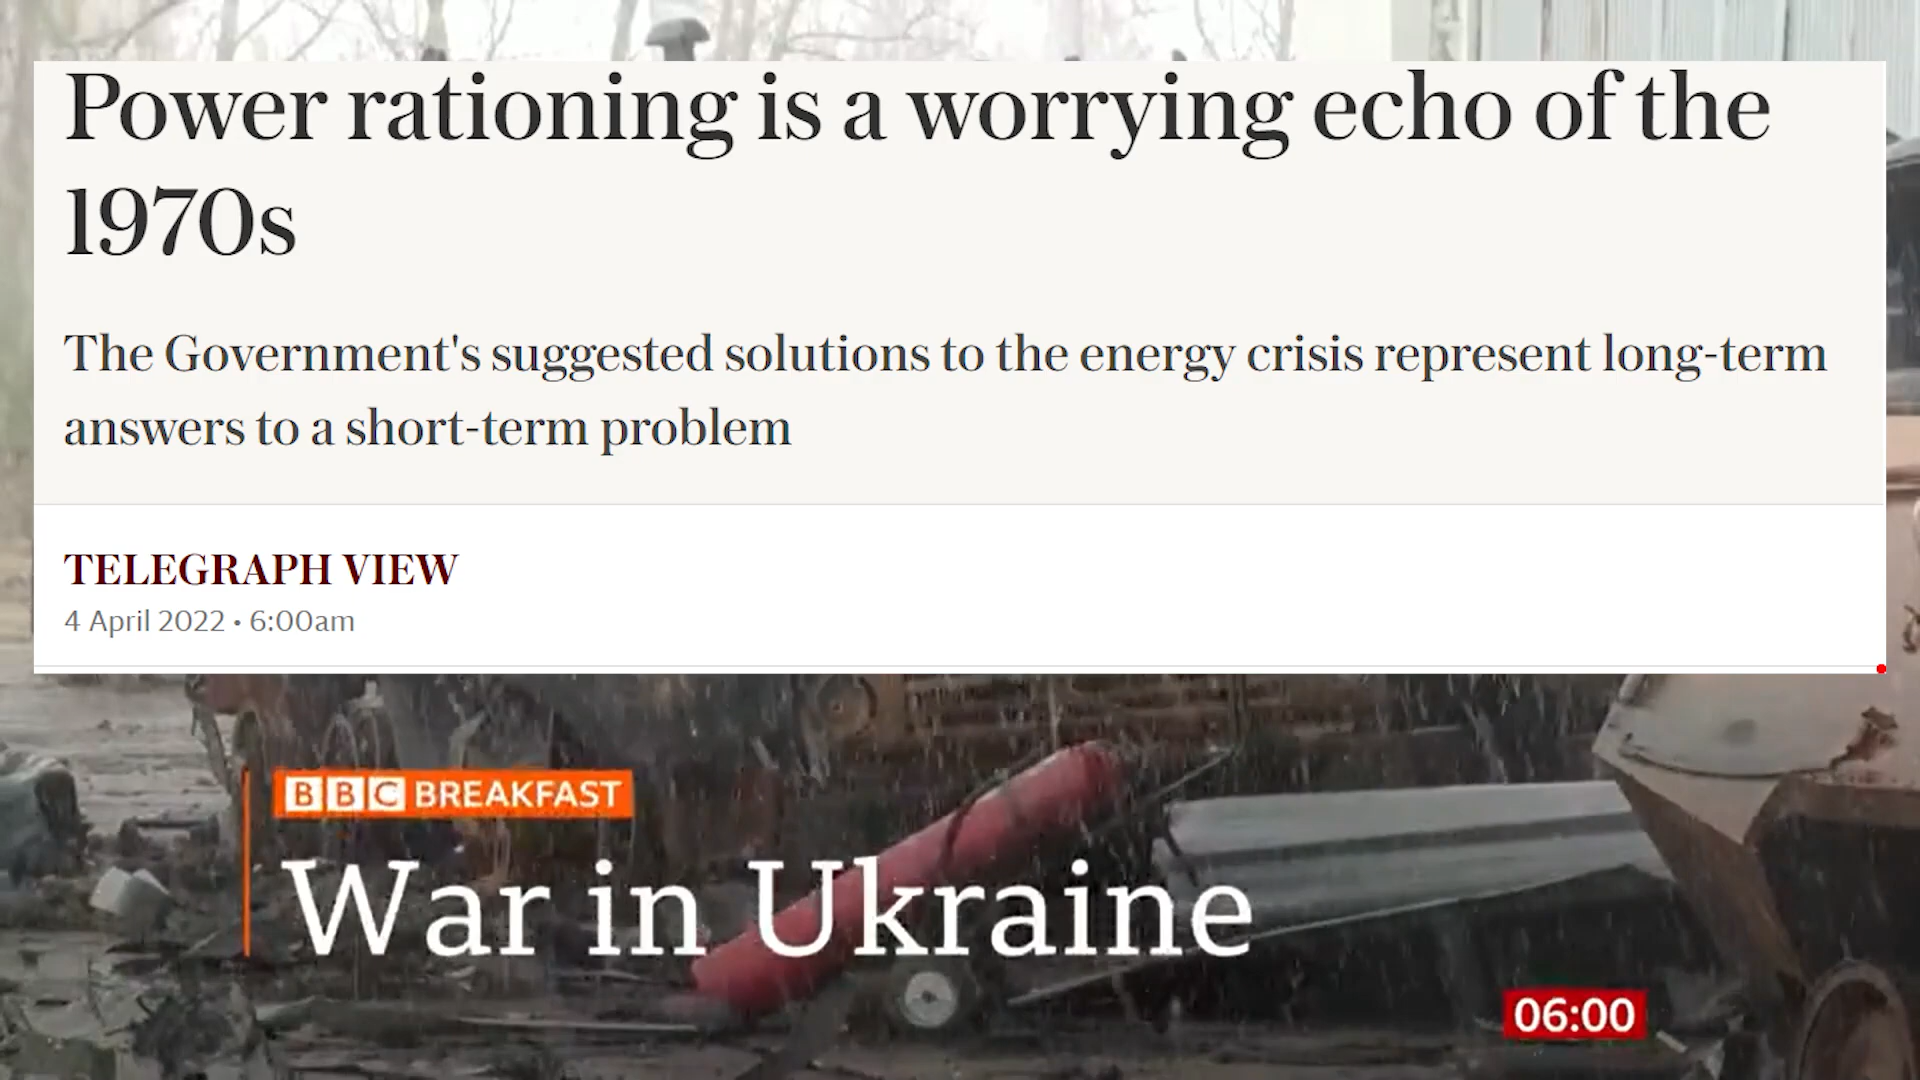 Power rationing is a worrying echo of the
1970s
The Government's suggested solutions to the energy crisis represent long-term
answers to a short-term problem
TELEGRAPH VIEW
4 April 2022 • 6:00am
BBC BREAKFAST
War in Ukraine
06:00